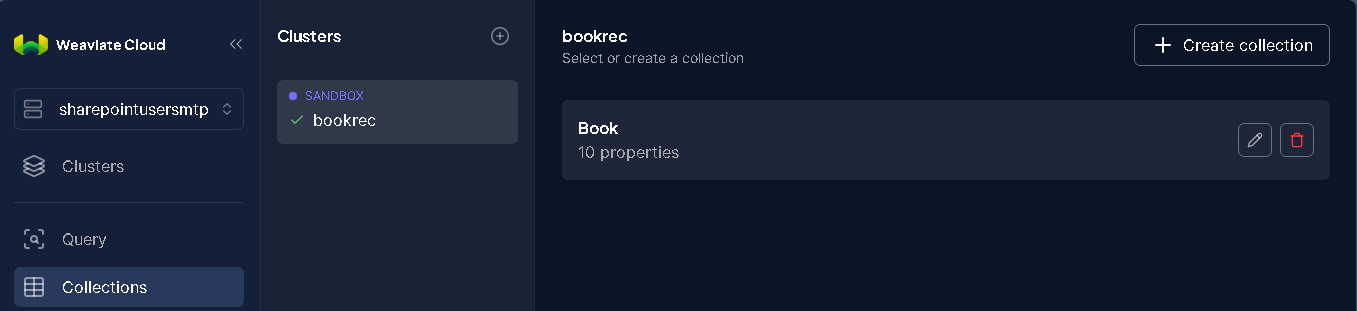 Weaviate Cloud
sharepointusersmtp
Clusters
Query
Collections
Clusters
SANDBOX
bookrec
bookrec
Select or create a collection
Create collection
Book
10 properties